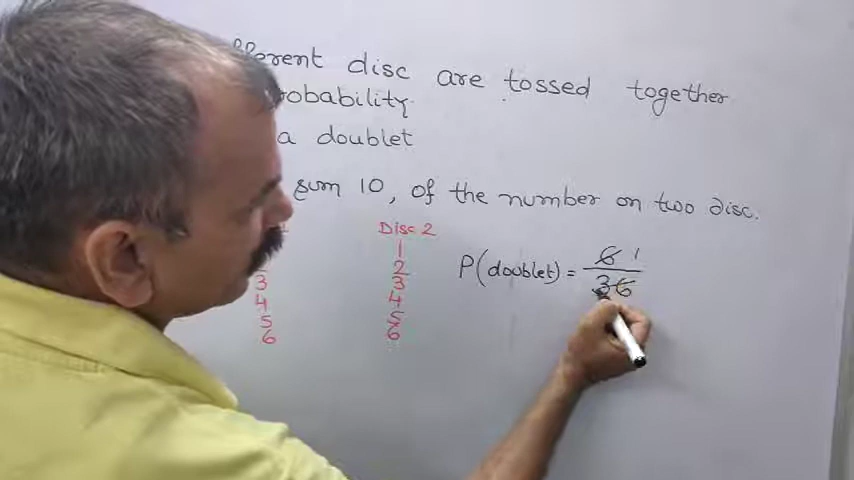 fferent disc are tossed together
robability
a doublet
sum 10, of the number on two disc.
Disc 2
1
2
3 3
4 4
5 5
6 6
P(doublet) = 6 1 / 36